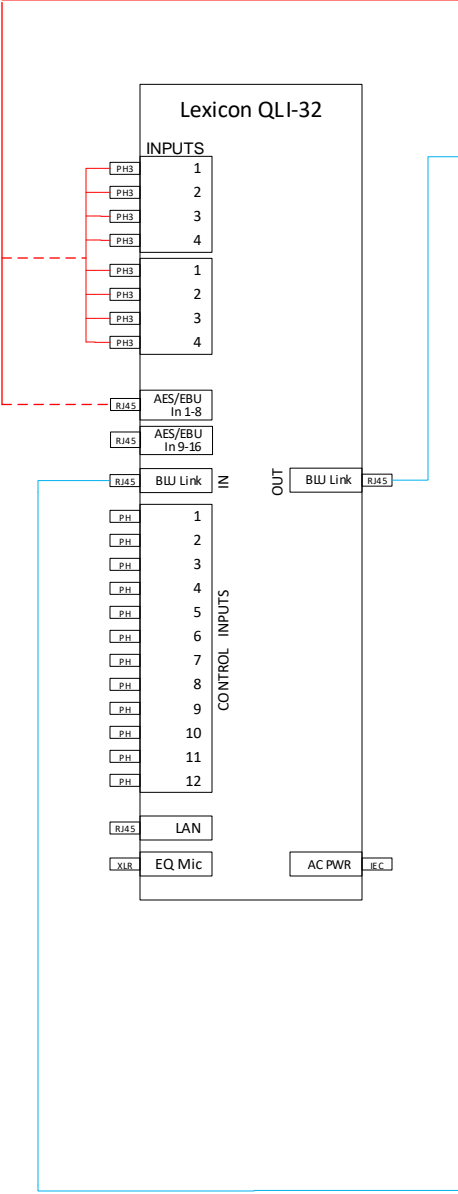 Lexicon QLI-32
INPUTS
PH3 1
PH3 2
PH3 3
PH3 4
PH3 1
PH3 2
PH3 3
PH3 4
RJ45 AES/EBU
In 1-8
RJ45 AES/EBU
In 9-16
RJ45 BLU Link IN
OUT BLU Link RJ45
CONTROL INPUTS
PH 1
PH 2
PH 3
PH 4
PH 5
PH 6
PH 7
PH 8
PH 9
PH 10
PH 11
PH 12
RJ45 LAN
XLR EQ Mic
AC PWR IEC